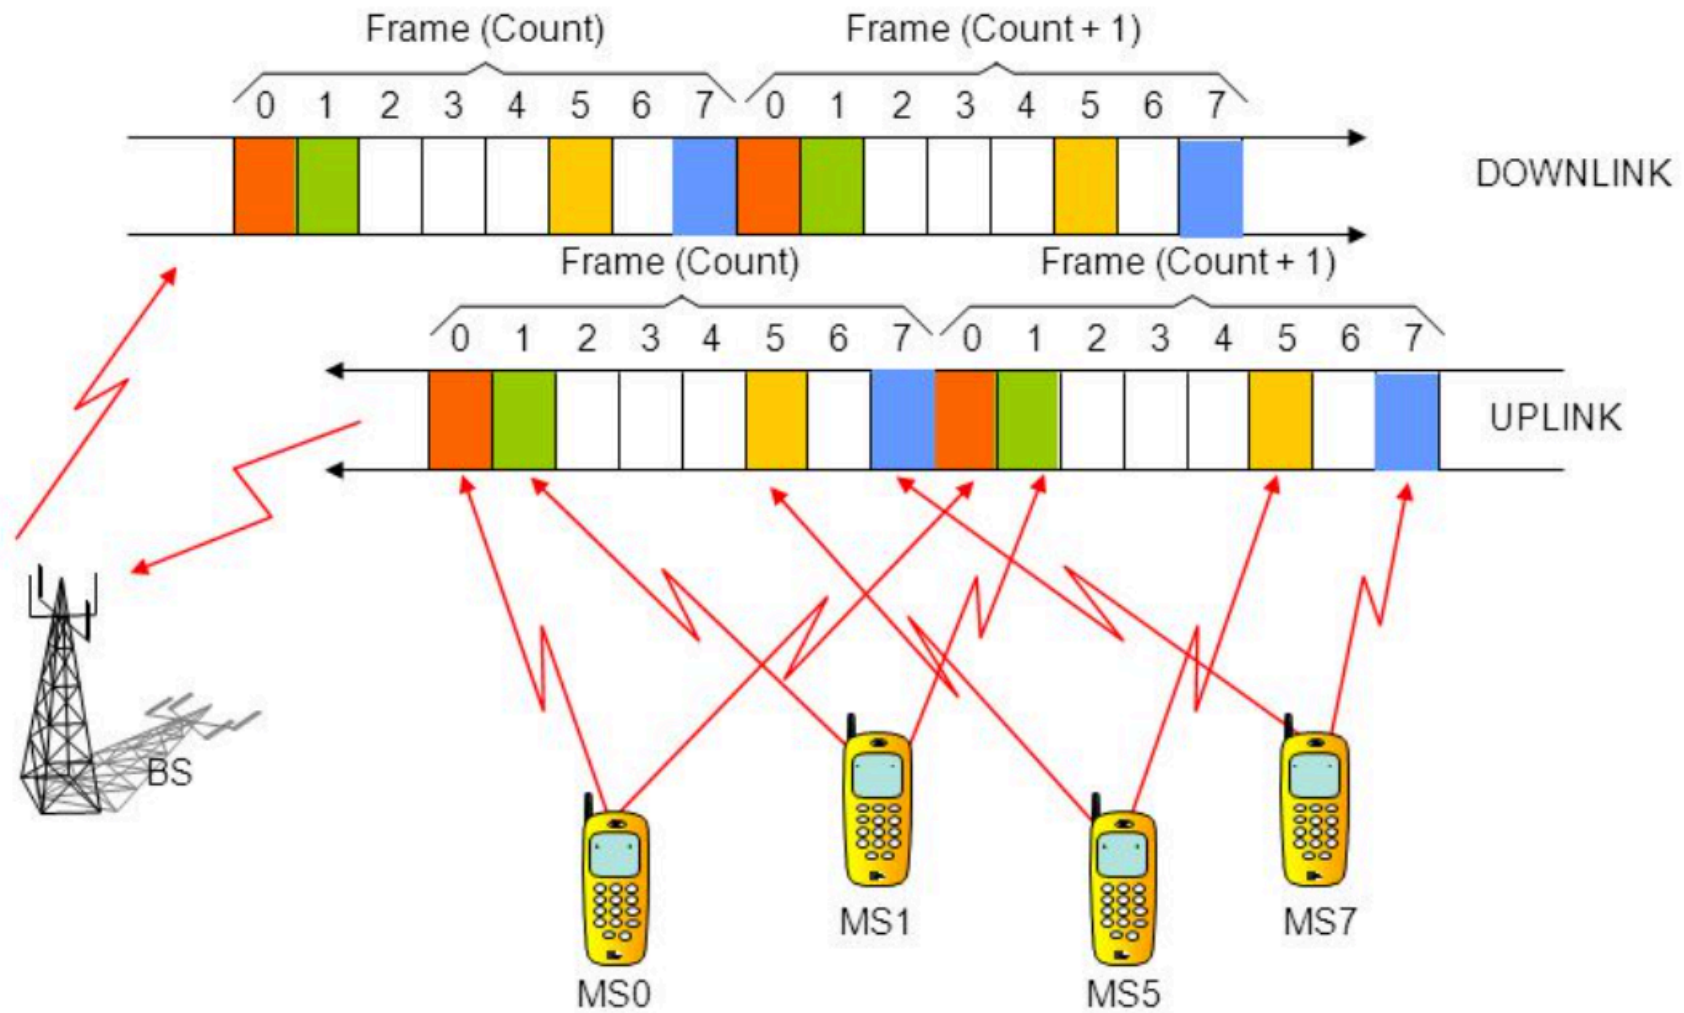 Frame (Count) Frame (Count + 1)
0 1 2 3 4 5 6 7 0 1 2 3 4 5 6 7
DOWNLINK
Frame (Count) Frame (Count + 1)
0 1 2 3 4 5 6 7 0 1 2 3 4 5 6 7
UPLINK
BS
MS1 MS7
MS0 MS5